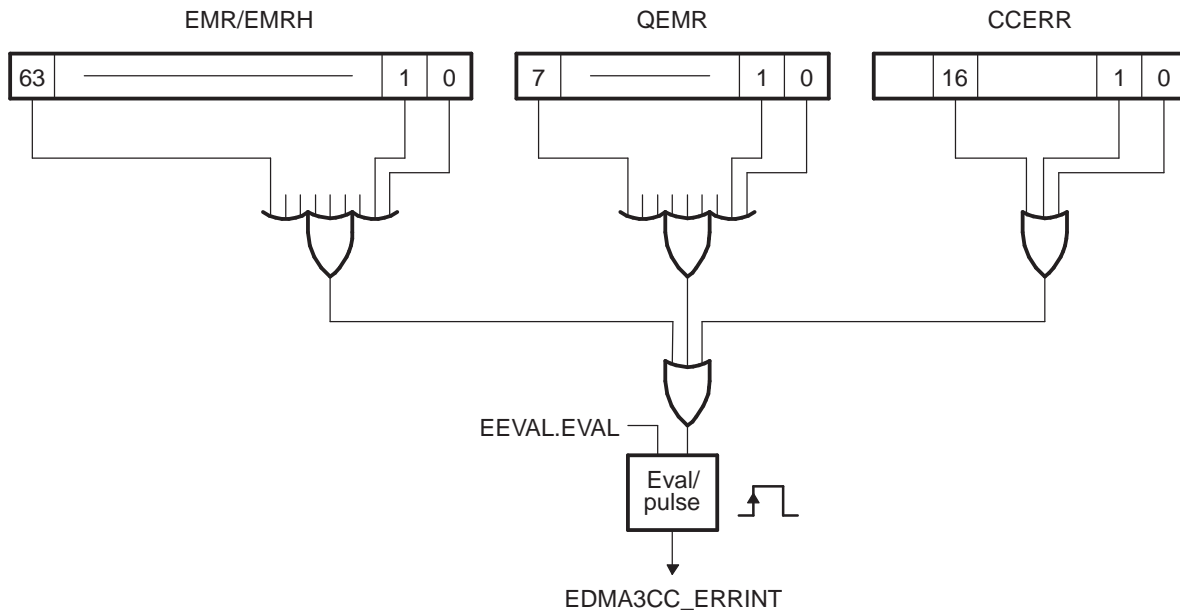 EMR/EMRH QEMR CCERR
63 1 0 7 1 0 16 1 0
EEVAL.EVAL
Eval/
pulse
EDMA3CC_ERRINT